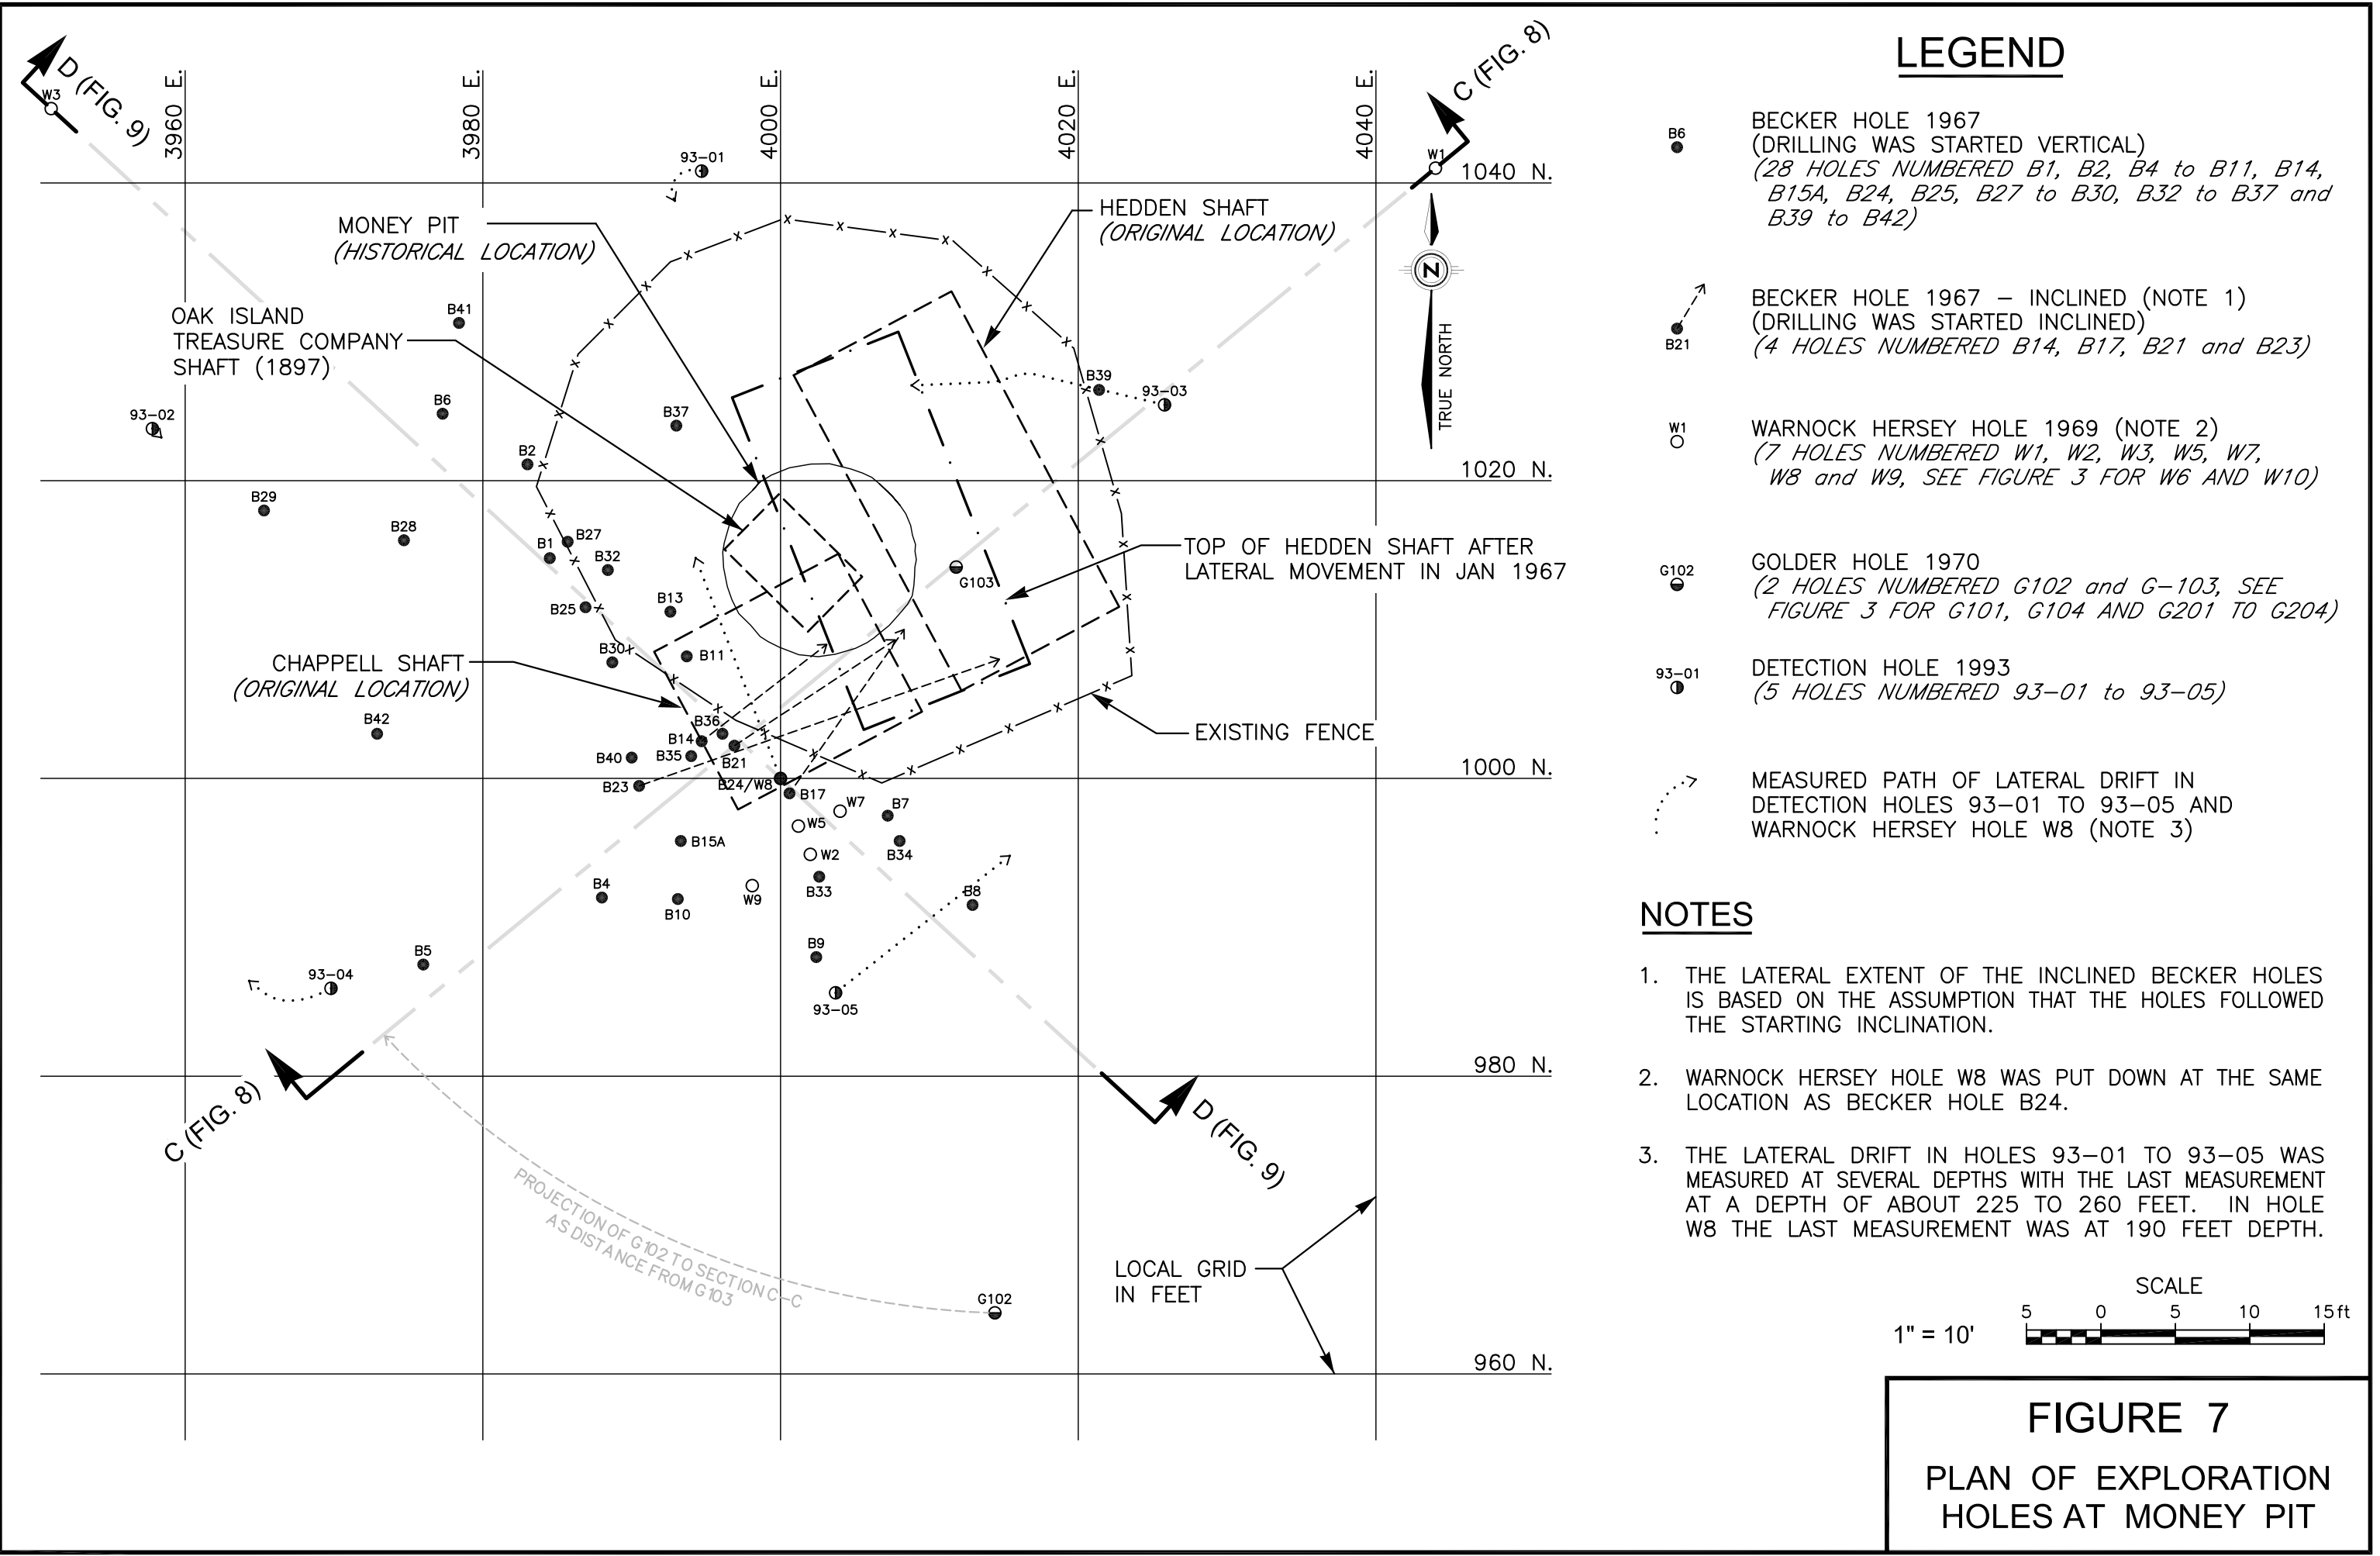 D (FIG. 9)
W3
3960 E.
3980 E.
4000 E.
4020 E.
4040 E.
C (FIG. 8)
W1
93-01
1040 N.
MONEY PIT
(HISTORICAL LOCATION)
HEDDEN SHAFT
(ORIGINAL LOCATION)
N
TRUE NORTH
OAK ISLAND
TREASURE COMPANY
SHAFT (1897)
B41
B39
93-03
93-02
B6
B37
B2
1020 N.
B29
B28
B1
B27
B32
G103
TOP OF HEDDEN SHAFT AFTER
LATERAL MOVEMENT IN JAN 1967
B25
B13
B30
B11
CHAPPELL SHAFT
(ORIGINAL LOCATION)
B42
B36
B14
B35
B21
B40
B23
EXISTING FENCE
1000 N.
B24/W8
B17
W7
B7
W5
B15A
W2
B34
B4
B10
W9
B33
B8
B5
B9
93-04
93-05
980 N.
C (FIG. 8)
D (FIG. 9)
PROJECTION OF G102 TO SECTION C-C
AS DISTANCE FROM G103
G102
LOCAL GRID
IN FEET
960 N.
LEGEND
B6
BECKER HOLE 1967
(DRILLING WAS STARTED VERTICAL)
(28 HOLES NUMBERED B1, B2, B4 to B11, B14,
B15A, B24, B25, B27 to B30, B32 to B37 and
B39 to B42)
B21
BECKER HOLE 1967 – INCLINED (NOTE 1)
(DRILLING WAS STARTED INCLINED)
(4 HOLES NUMBERED B14, B17, B21 and B23)
W1
WARNOCK HERSEY HOLE 1969 (NOTE 2)
(7 HOLES NUMBERED W1, W2, W3, W5, W7,
W8 and W9, SEE FIGURE 3 FOR W6 AND W10)
G102
GOLDER HOLE 1970
(2 HOLES NUMBERED G102 and G-103, SEE
FIGURE 3 FOR G101, G104 AND G201 TO G204)
93-01
DETECTION HOLE 1993
(5 HOLES NUMBERED 93-01 to 93-05)
MEASURED PATH OF LATERAL DRIFT IN
DETECTION HOLES 93-01 TO 93-05 AND
WARNOCK HERSEY HOLE W8 (NOTE 3)
NOTES
1. THE LATERAL EXTENT OF THE INCLINED BECKER HOLES
IS BASED ON THE ASSUMPTION THAT THE HOLES FOLLOWED
THE STARTING INCLINATION.
2. WARNOCK HERSEY HOLE W8 WAS PUT DOWN AT THE SAME
LOCATION AS BECKER HOLE B24.
3. THE LATERAL DRIFT IN HOLES 93-01 TO 93-05 WAS
MEASURED AT SEVERAL DEPTHS WITH THE LAST MEASUREMENT
AT A DEPTH OF ABOUT 225 TO 260 FEET. IN HOLE
W8 THE LAST MEASUREMENT WAS AT 190 FEET DEPTH.
SCALE
5 0 5 10 15ft
1" = 10'
FIGURE 7
PLAN OF EXPLORATION
HOLES AT MONEY PIT